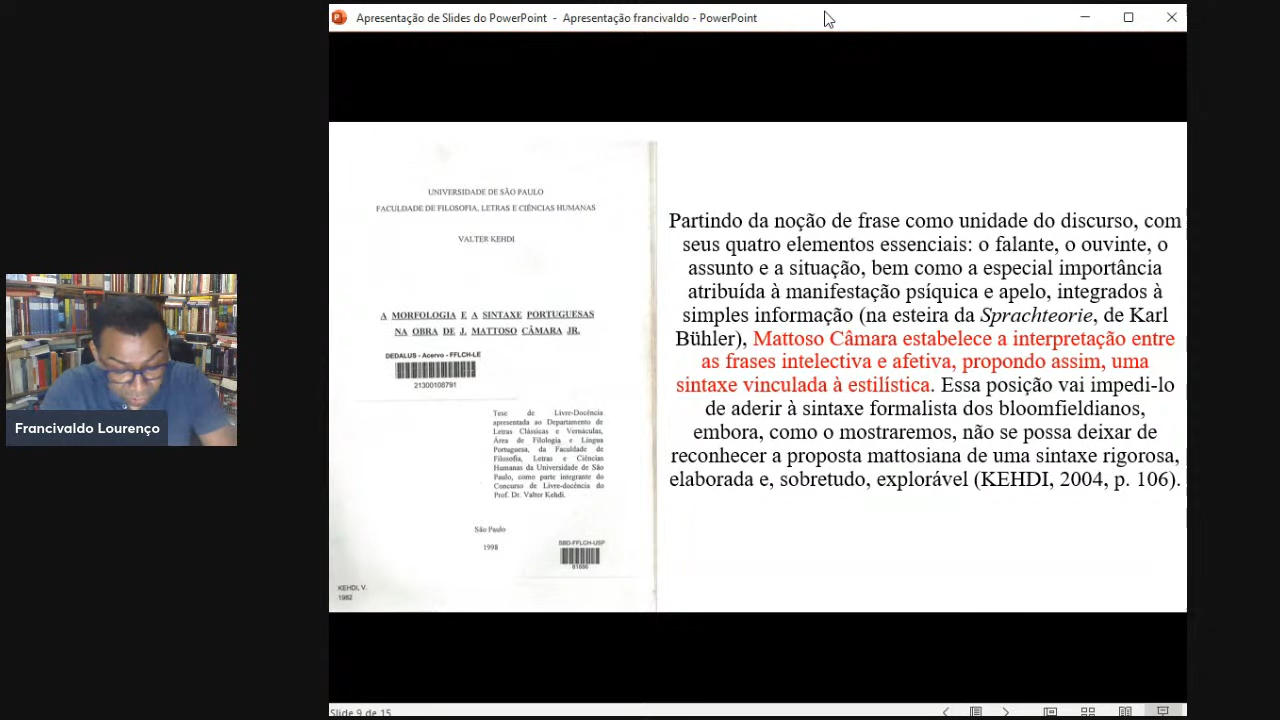 Apresentação de Slides do PowerPoint - Apresentação francivaldo - PowerPoint
UNIVERSIDADE DE SÃO PAULO
FACULDADE DE FILOSOFIA, LETRAS E CIÊNCIAS HUMANAS
VALTER KEHDI
A MORFOLOGIA E A SINTAXE PORTUGUESAS
NA OBRA DE J. MATTOSO CÂMARA JR.
DEDALUS - Acervo - FFLCH-LE
21300108791
Tese de Livre-Docência
apresentada ao Departamento de
Letras Clássicas e Vernáculas,
Área de Filologia e Língua
Portuguesa, da Faculdade de
Filosofia, Letras e Ciências
Humanas da Universidade de São
Paulo, como parte integrante do
Concurso de Livre-docência do
Prof. Dr. Valter Kehdi.
São Paulo
1998
SBD-FFLCH-USP
KEHDI, V.
1982
Partindo da noção de frase como unidade do discurso, com
seus quatro elementos essenciais: o falante, o ouvinte, o
assunto e a situação, bem como a especial importância
atribuída à manifestação psíquica e apelo, integrados à
simples informação (na esteira da Sprachteorie, de Karl
Bühler), Mattoso Câmara estabelece a interpretação entre
as frases intelectiva e afetiva, propondo assim, uma
sintaxe vinculada à estilística. Essa posição vai impedi-lo
de aderir à sintaxe formalista dos bloomfieldianos,
embora, como o mostraremos, não se possa deixar de
reconhecer a proposta mattosiana de uma sintaxe rigorosa,
elaborada e, sobretudo, explorável (KEHDI, 2004, p. 106).
Francivaldo Lourenço
Slide 9 de 15